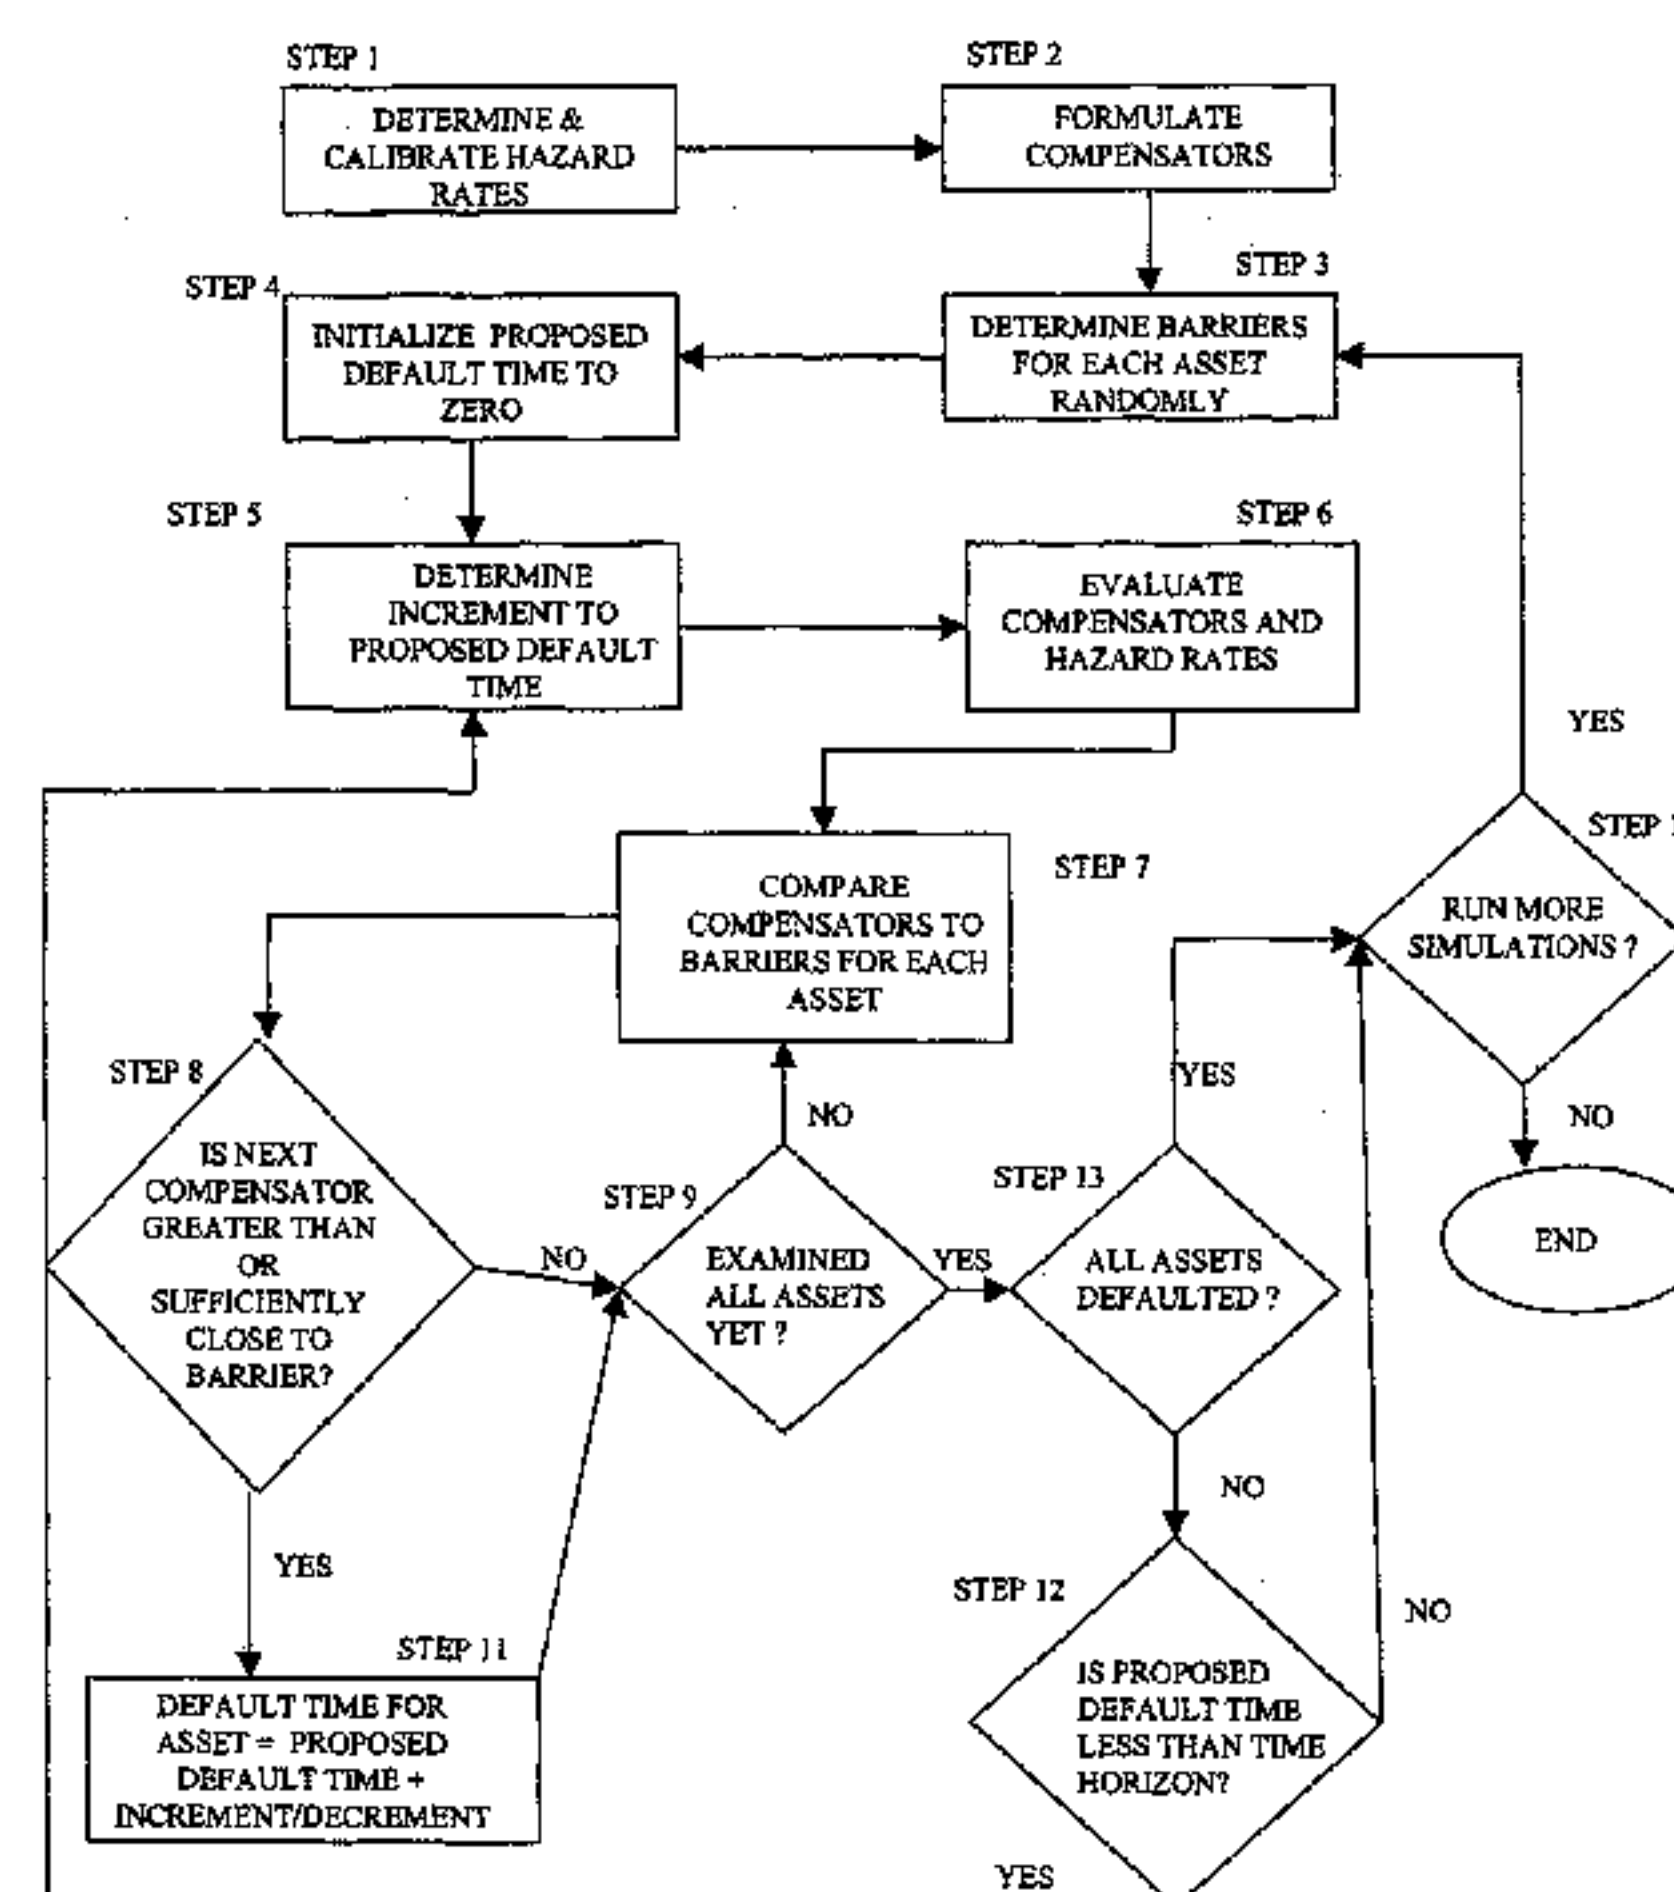 STEP 1
DETERMINE &
CALIBRATE HAZARD
RATES
STEP 2
FORMULATE
COMPENSATORS
STEP 3
DETERMINE BARRIERS
FOR EACH ASSET
RANDOMLY
STEP 4
INITIALIZE PROPOSED
DEFAULT TIME TO
ZERO
STEP 5
DETERMINE
INCREMENT TO
PROPOSED DEFAULT
TIME
STEP 6
EVALUATE
COMPENSATORS AND
HAZARD RATES
YES
STEP
RUN MORE
SIMULATIONS ?
NO
END
STEP 7
COMPARE
COMPENSATORS TO
BARRIERS FOR EACH
ASSET
STEP 8
IS NEXT
COMPENSATOR
GREATER THAN
OR
SUFFICIENTLY
CLOSE TO
BARRIER?
NO
YES
STEP 9
NO
EXAMINED
ALL ASSETS
YET ?
YES
STEP 13
YES
ALL ASSETS
DEFAULTED ?
NO
STEP 11
DEFAULT TIME FOR
ASSET = PROPOSED
DEFAULT TIME +
INCREMENT/DECREMENT
STEP 12
IS PROPOSED
DEFAULT TIME
LESS THAN TIME
HORIZON?
NO
YES